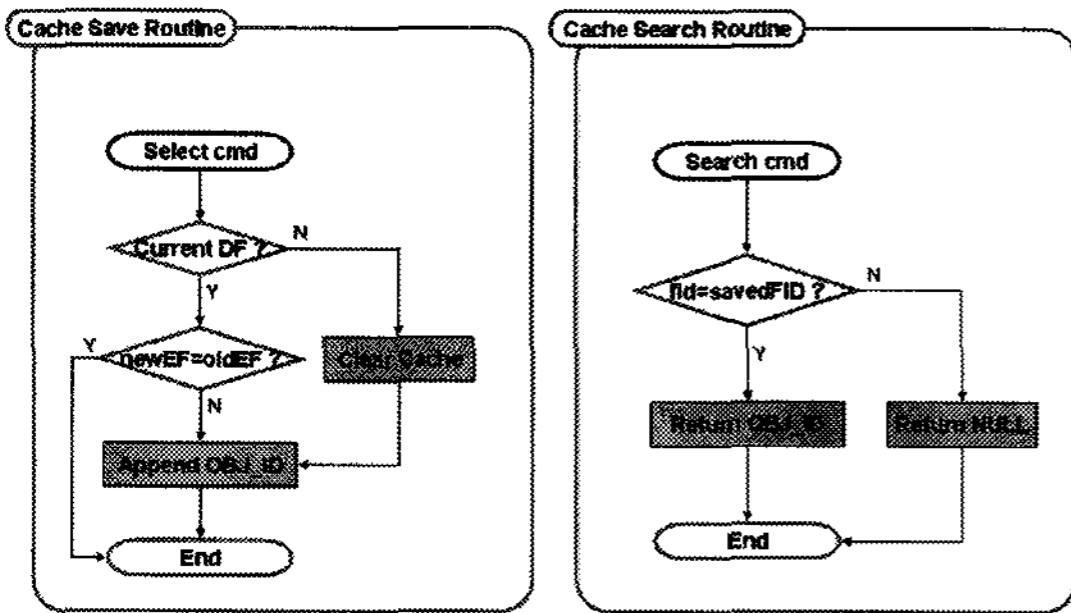 Cache Save Routine
Select cmd
Current DF ?
N
Y
newEF=oldEF ?
Y
Clear Cache
N
Append OBJ_ID
End
Cache Search Routine
Search cmd
fid=savedFID ?
N
Y
Return OBJ_ID
Return NULL
End